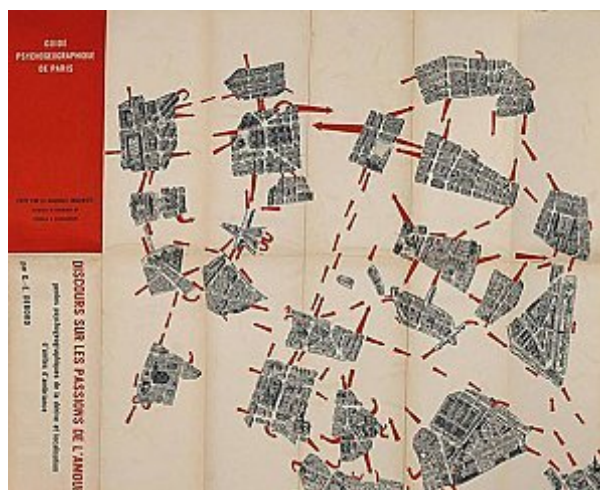 GUIDE
PSYCHOGEOGRAPHIQUE
DE PARIS
DISCOURS SUR LES PASSIONS DE L'AMOU
pentes psychogéographiques de la dérive et localisation
d'unités d'ambiance
par G.-E. DEBORD